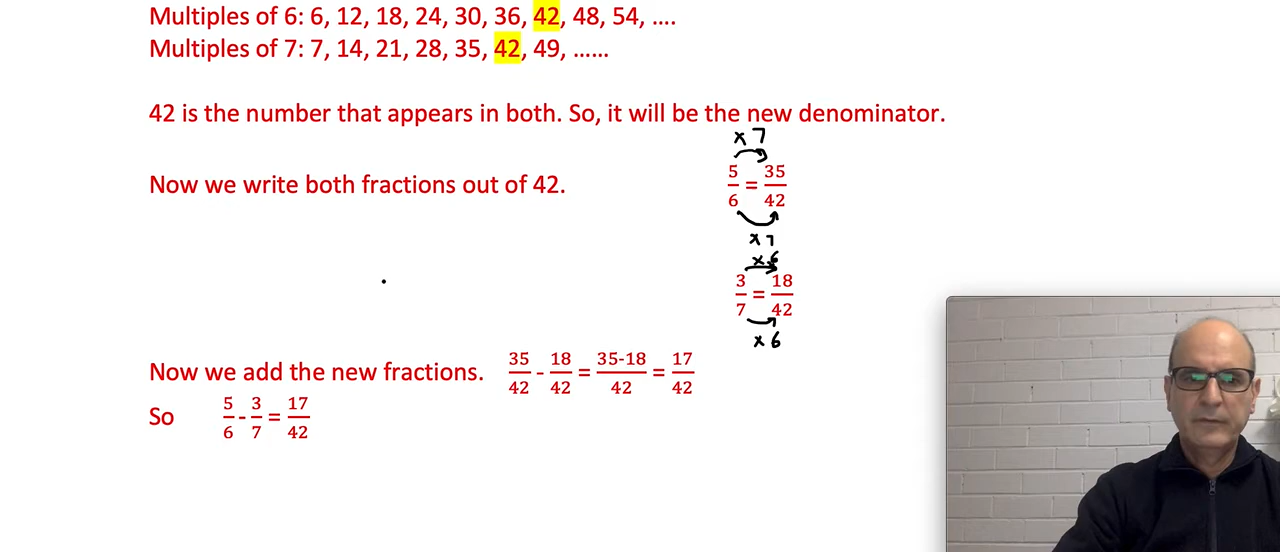 Multiples of 6: 6, 12, 18, 24, 30, 36, 42, 48, 54, ....
Multiples of 7: 7, 14, 21, 28, 35, 42, 49, ......
42 is the number that appears in both. So, it will be the new denominator.
x 7
Now we write both fractions out of 42. 5/6 = 35/42
x 7
x 6
3/7 = 18/42
x 6
Now we add the new fractions. 35/42 - 18/42 = 35-18/42 = 17/42
So 5/6 - 3/7 = 17/42